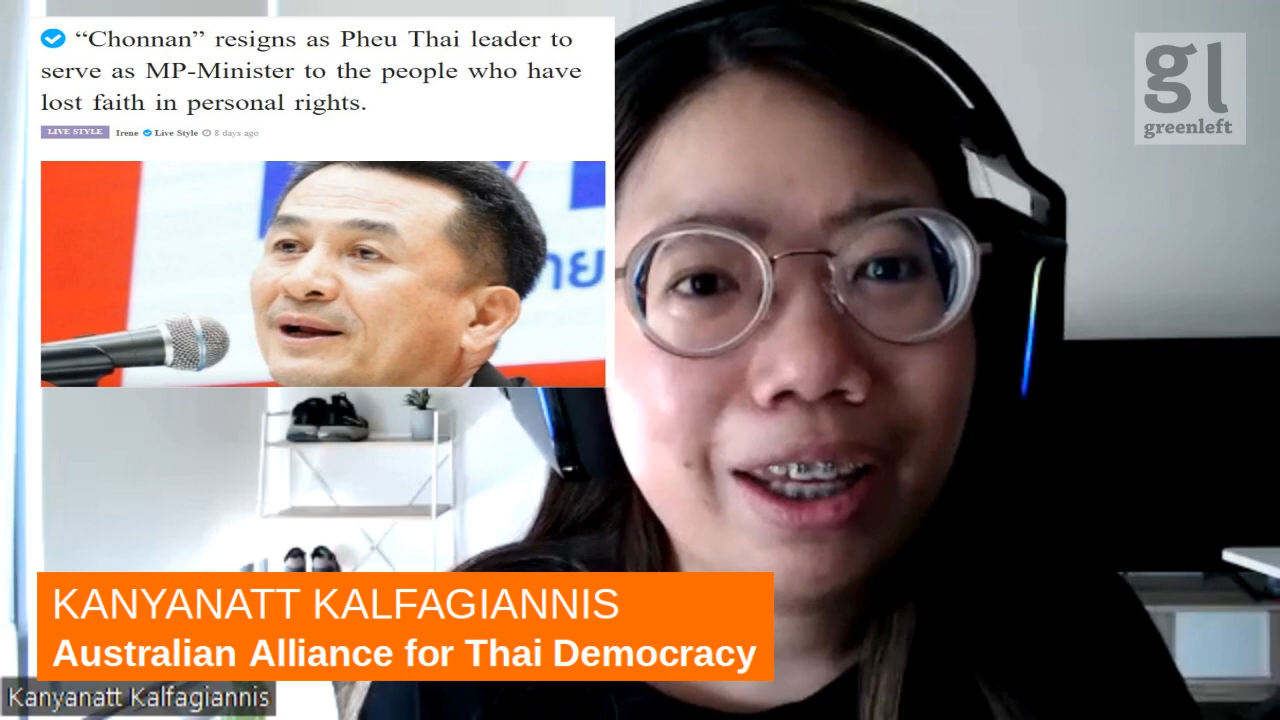 “Chonnan” resigns as Pheu Thai leader to
serve as MP-Minister to the people who have
lost faith in personal rights.
LIVE STYLE Irene Live Style 8 days ago
าย
gl
greenleft
KANYANATT KALFAGIANNIS
Australian Alliance for Thai Democracy
Kanyanatt Kalfagiannis